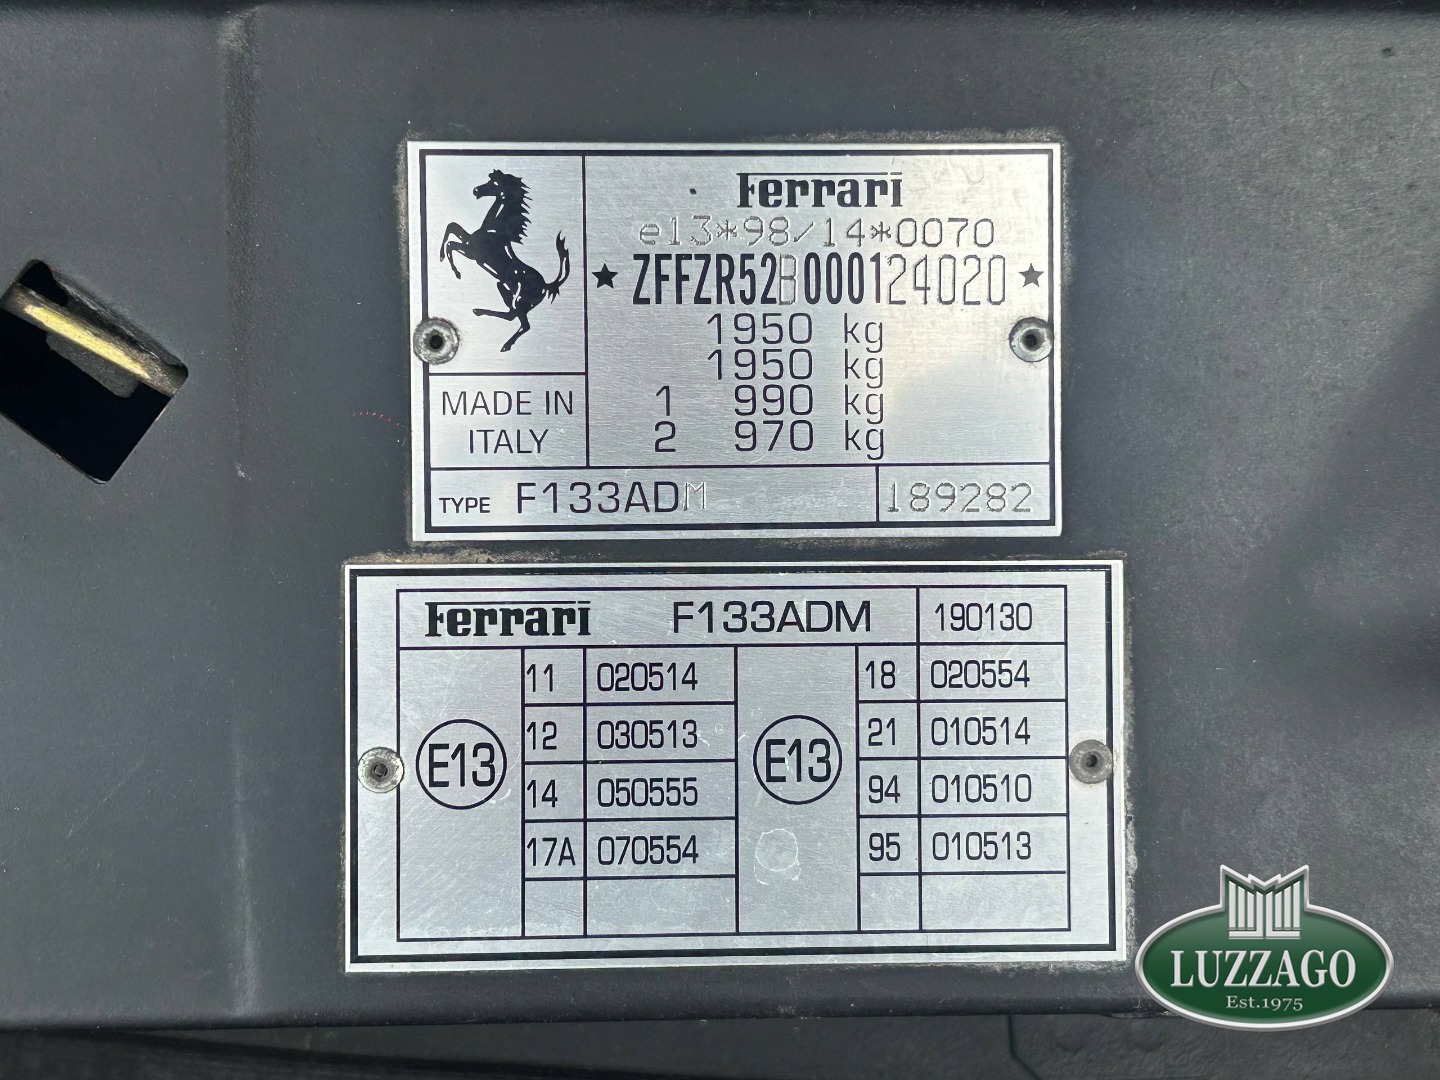 Ferrari
e13*98/14*0070
★ ZFFZR52B000124020 ★
1950 kg
1950 kg
1 990 kg
2 970 kg
MADE IN
ITALY
TYPE F133ADM
189282
Ferrari F133ADM 190130
E13
11 020514
12 030513
14 050555
17A 070554
E13
18 020554
21 010514
94 010510
95 010513
LUZZAGO
Est.1975